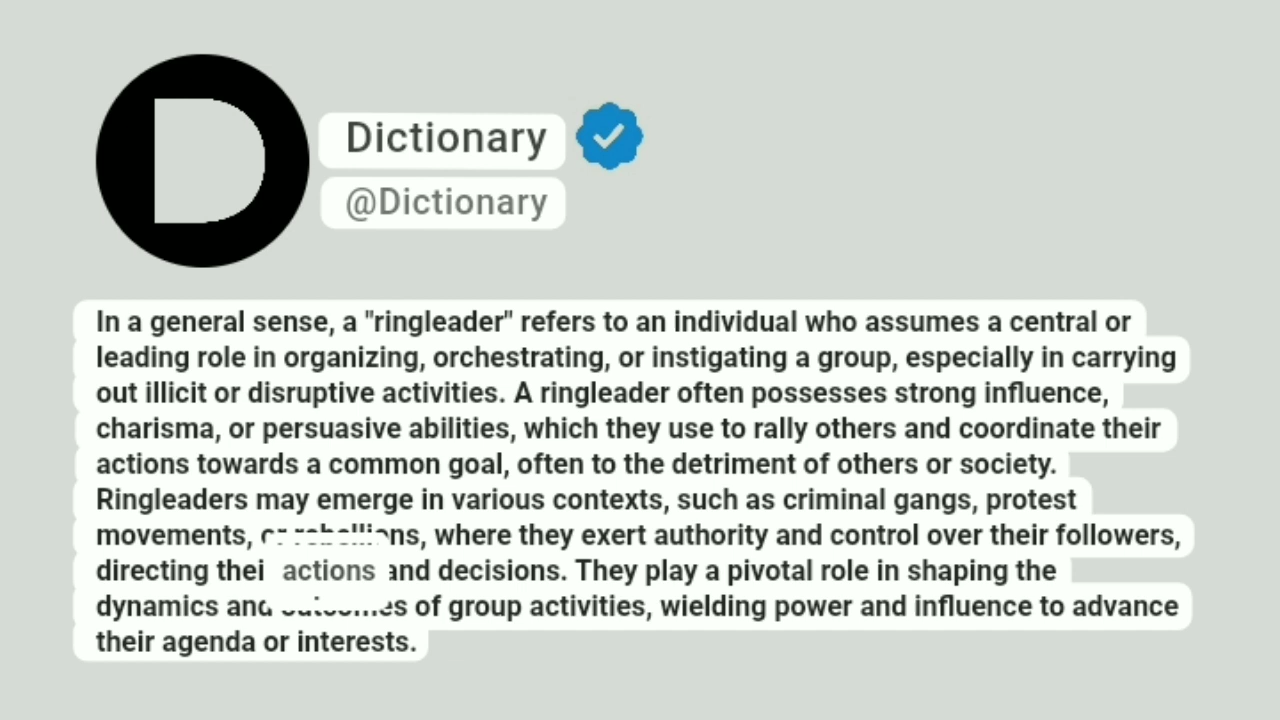 D
Dictionary
@Dictionary
In a general sense, a "ringleader" refers to an individual who assumes a central or
leading role in organizing, orchestrating, or instigating a group, especially in carrying
out illicit or disruptive activities. A ringleader often possesses strong influence,
charisma, or persuasive abilities, which they use to rally others and coordinate their
actions towards a common goal, often to the detriment of others or society.
Ringleaders may emerge in various contexts, such as criminal gangs, protest
movements, or rebellions, where they exert authority and control over their followers,
directing thei actions and decisions. They play a pivotal role in shaping the
dynamics and outcomes of group activities, wielding power and influence to advance
their agenda or interests.